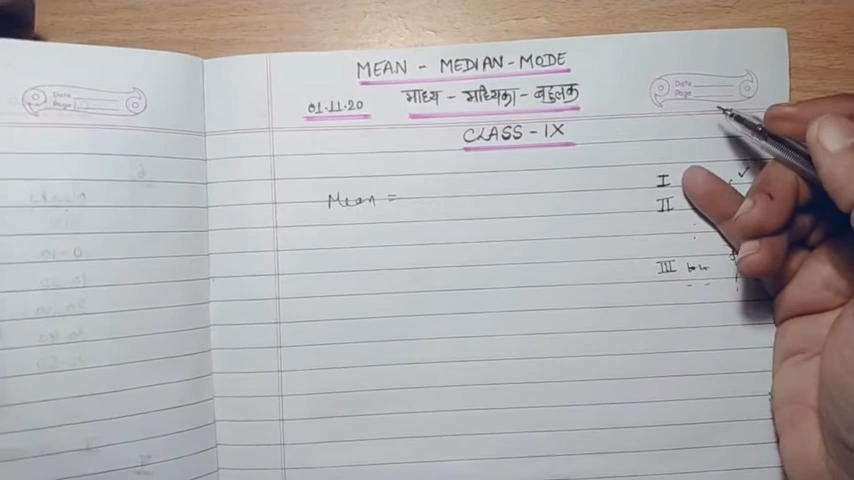 MEAN - MEDIAN - MODE
Date
Page
01.11.20
माध्य - माध्यिका - बहुलक
Date
Page
CLASS - IX
I
Mean =
II
III